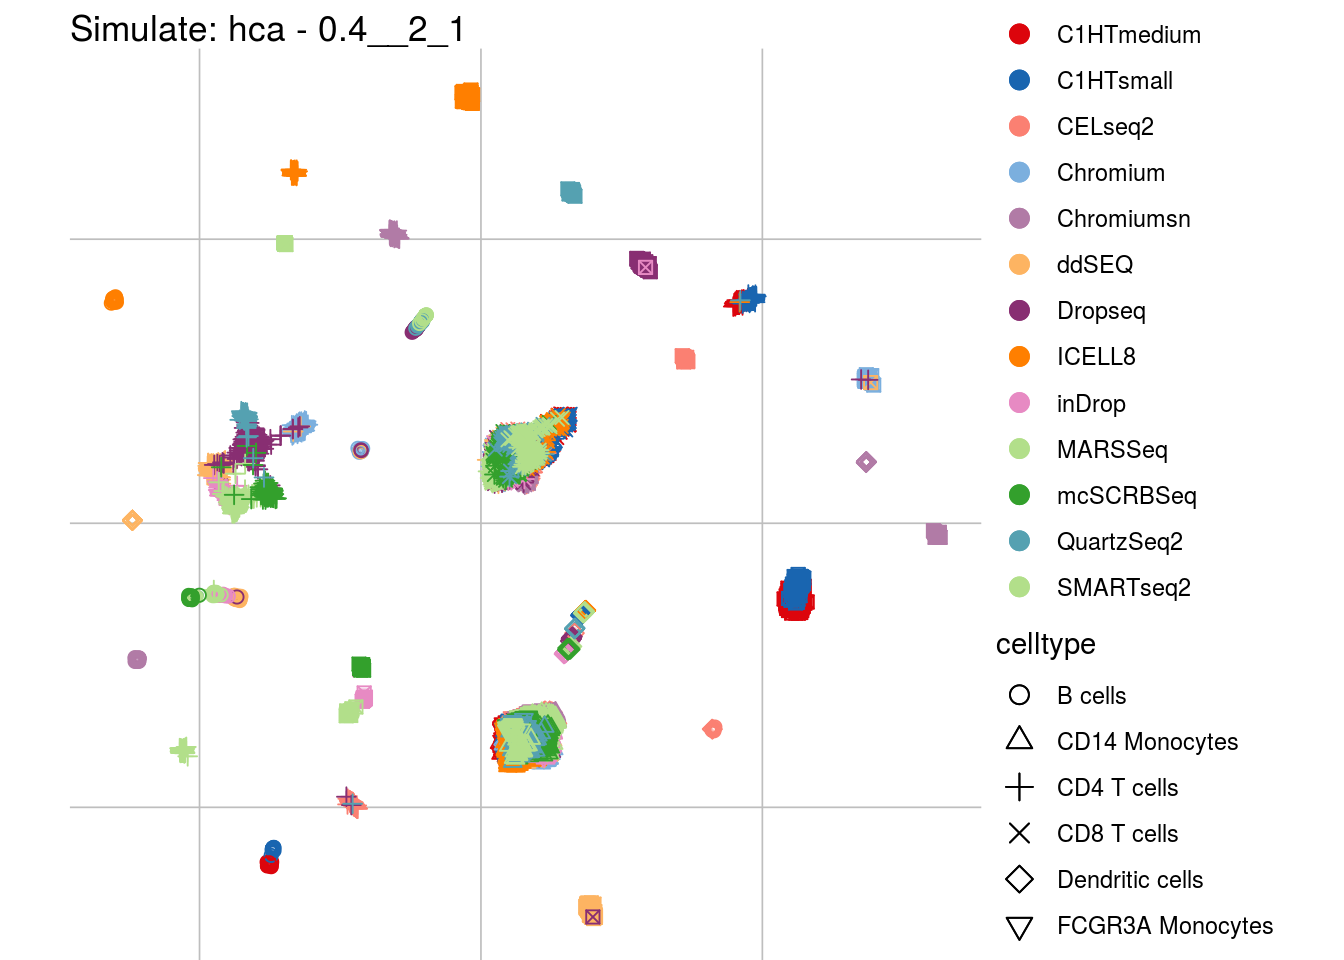 Simulate: hca - 0.4__2_1
C1HTmedium
C1HTsmall
CELseq2
Chromium
Chromiumsn
ddSEQ
Dropseq
ICELL8
inDrop
MARSSeq
mcSCRBSeq
QuartzSeq2
SMARTseq2
celltype
B cells
CD14 Monocytes
CD4 T cells
CD8 T cells
Dendritic cells
FCGR3A Monocytes